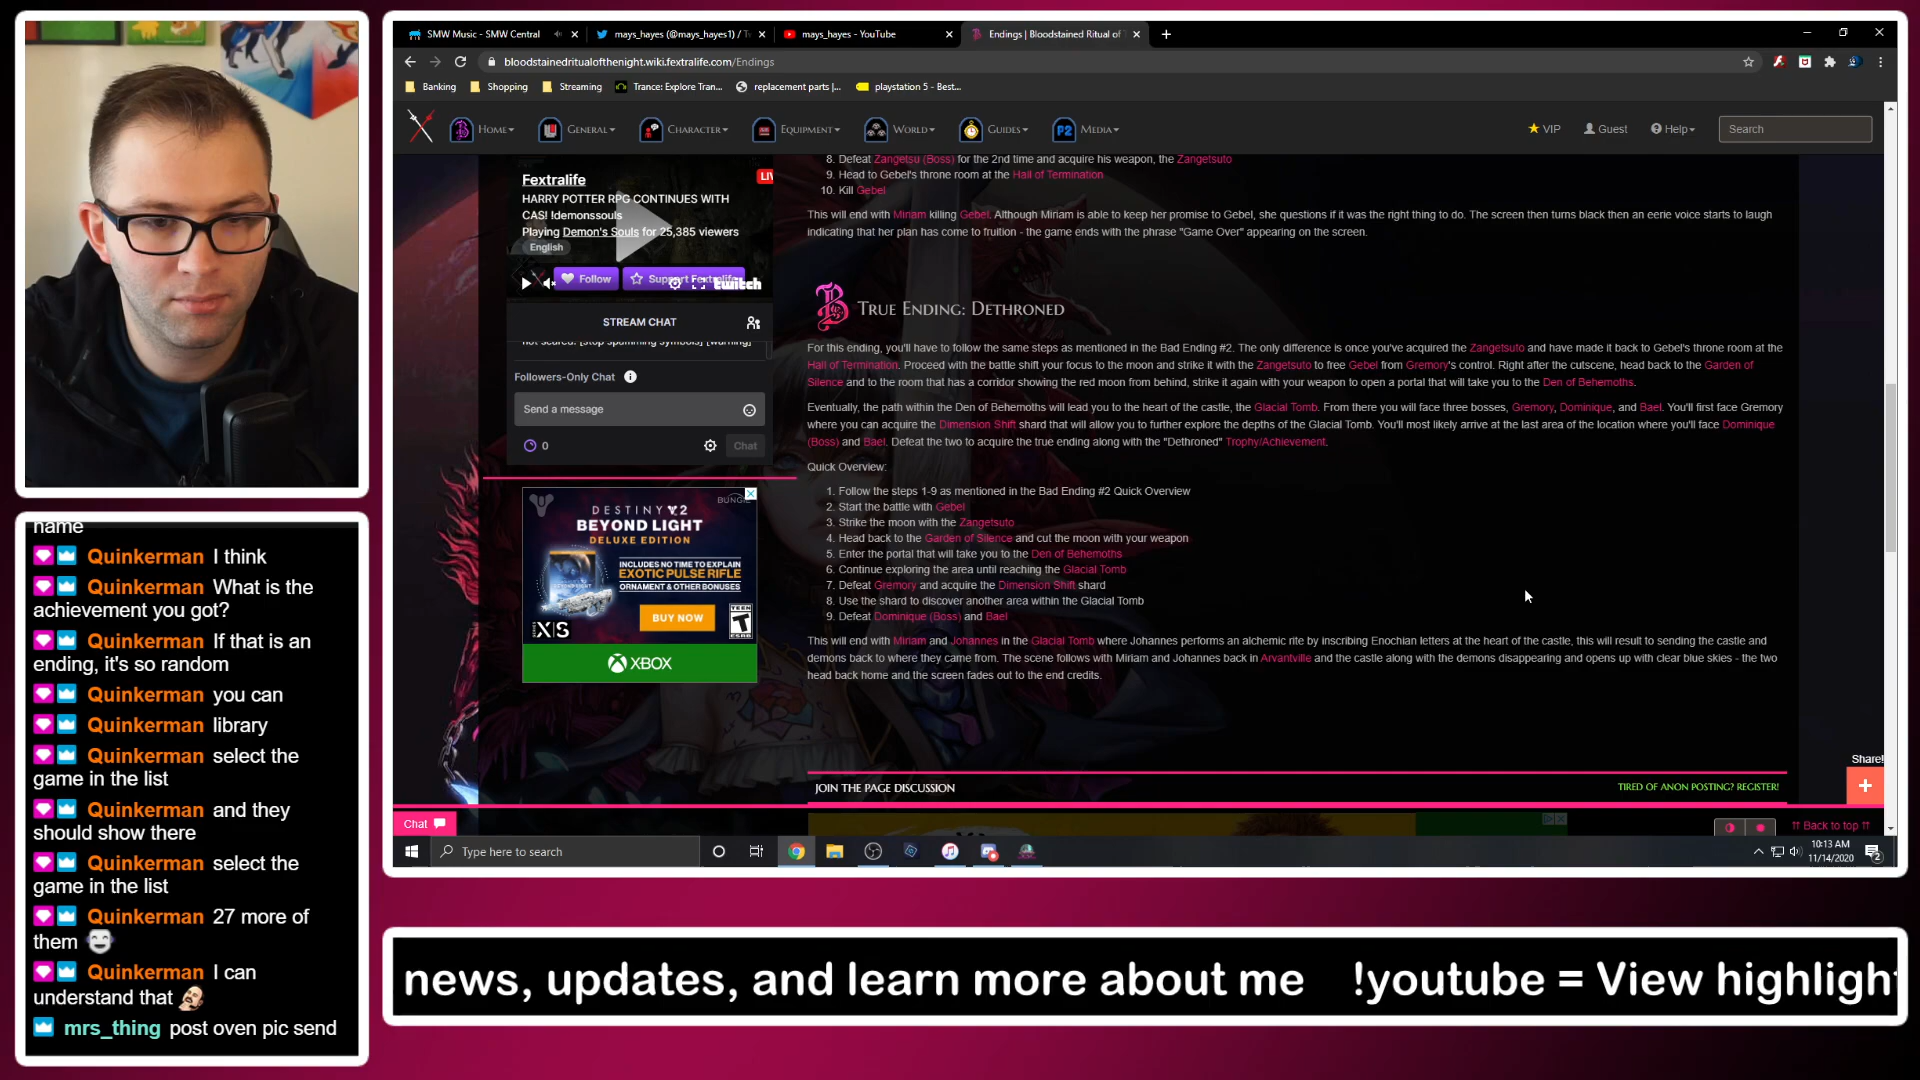 SMW Music - SMW Central
mays_hayes (@mays_hayes1) / Tw
mays_hayes - YouTube
Endings | Bloodstained Ritual of T
bloodstainedritualofthenight.wiki.fextralife.com/Endings
Banking
Shopping
Streaming
Trance: Explore Tran...
replacement parts |...
playstation 5 - Best...
HOME
GENERAL
CHARACTER
EQUIPMENT
WORLD
GUIDES
MEDIA
VIP
Guest
Help
Search
Fextralife
LIV
HARRY POTTER RPG CONTINUES WITH
CAS! !demonssouls
Playing Demon's Souls for 25,385 viewers
English
Follow
Support Fextralife
twitch
STREAM CHAT
not scared. [stop spamming symbols] [warning]
Followers-Only Chat
Send a message
0
Chat
8. Defeat Zangetsu (Boss) for the 2nd time and acquire his weapon, the Zangetsuto
9. Head to Gebel's throne room at the Hall of Termination
10. Kill Gebel
This will end with Miriam killing Gebel. Although Miriam is able to keep her promise to Gebel, she questions if it was the right thing to do. The screen then turns black then an eerie voice starts to laugh
indicating that her plan has come to fruition - the game ends with the phrase "Game Over" appearing on the screen.
TRUE ENDING: DETHRONED
For this ending, you'll have to follow the same steps as mentioned in the Bad Ending #2. The only difference is once you've acquired the Zangetsuto and have made it back to Gebel's throne room at the
Hall of Termination. Proceed with the battle shift your focus to the moon and strike it with the Zangetsuto to free Gebel from Gremory's control. Right after the cutscene, head back to the Garden of
Silence and to the room that has a corridor showing the red moon from behind, strike it again with your weapon to open a portal that will take you to the Den of Behemoths.
Eventually, the path within the Den of Behemoths will lead you to the heart of the castle, the Glacial Tomb. From there you will face three bosses, Gremory, Dominique, and Bael. You'll first face Gremory
where you can acquire the Dimension Shift shard that will allow you to further explore the depths of the Glacial Tomb. You'll most likely arrive at the last area of the location where you'll face Dominique
(Boss) and Bael. Defeat the two to acquire the true ending along with the "Dethroned" Trophy/Achievement.
Quick Overview:
1. Follow the steps 1-9 as mentioned in the Bad Ending #2 Quick Overview
2. Start the battle with Gebel
3. Strike the moon with the Zangetsuto
4. Head back to the Garden of Silence and cut the moon with your weapon
5. Enter the portal that will take you to the Den of Behemoths
6. Continue exploring the area until reaching the Glacial Tomb
7. Defeat Gremory and acquire the Dimension Shift shard
8. Use the shard to discover another area within the Glacial Tomb
9. Defeat Dominique (Boss) and Bael
This will end with Miriam and Johannes in the Glacial Tomb where Johannes performs an alchemic rite by inscribing Enochian letters at the heart of the castle, this will result to sending the castle and
demons back to where they came from. The scene follows with Miriam and Johannes back in Arvantville and the castle along with the demons disappearing and opens up with clear blue skies - the two
head back home and the screen fades out to the end credits.
BUNGIE
DESTINY 2
BEYOND LIGHT
DELUXE EDITION
INCLUDES NO TIME TO EXPLAIN
EXOTIC PULSE RIFLE
ORNAMENT & OTHER BONUSES
BUY NOW
TEEN
T
ESRB
X|S
XBOX
Share!
JOIN THE PAGE DISCUSSION
TIRED OF ANON POSTING? REGISTER!
Chat
Back to top
Type here to search
10:13 AM
11/14/2020
2
name
Quinkerman I think
Quinkerman What is the
achievement you got?
Quinkerman If that is an
ending, it's so random
Quinkerman you can
Quinkerman library
Quinkerman select the
game in the list
Quinkerman and they
should show there
Quinkerman select the
game in the list
Quinkerman 27 more of
them
Quinkerman I can
understand that
mrs_thing post oven pic send
news, updates, and learn more about me !youtube = View highlight